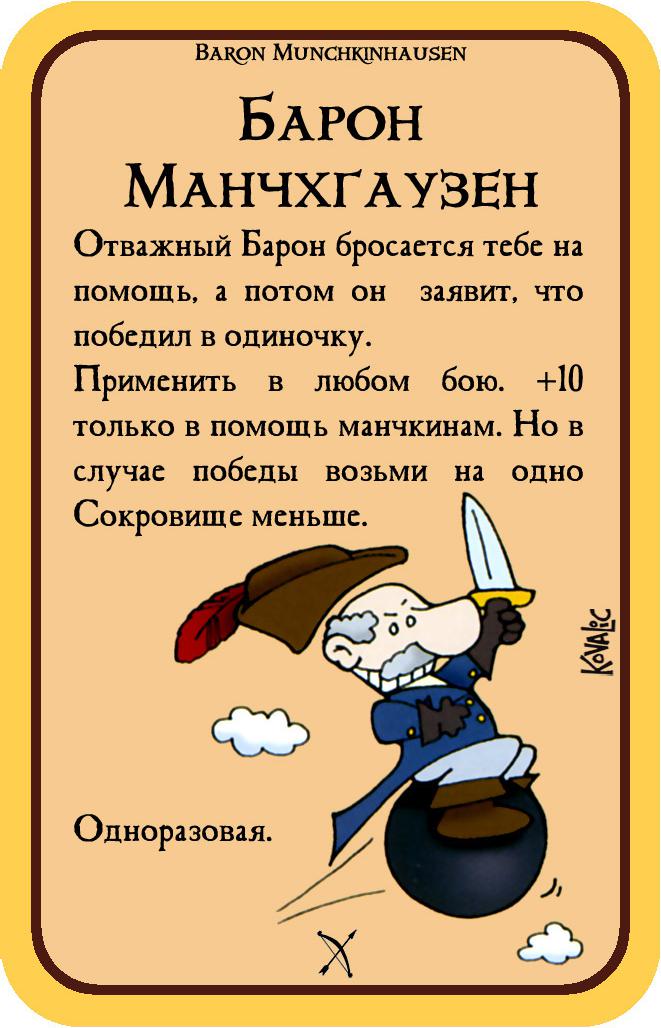 Baron Munchkinhausen
Барон
Манчхгаузен
Отважный Барон бросается тебе на
помощь, а потом он заявит, что
победил в одиночку.
Применить в любом бою. +10
только в помощь манчкинам. Но в
случае победы возьми на одно
Сокровище меньше.
Kovalic
Одноразовая.